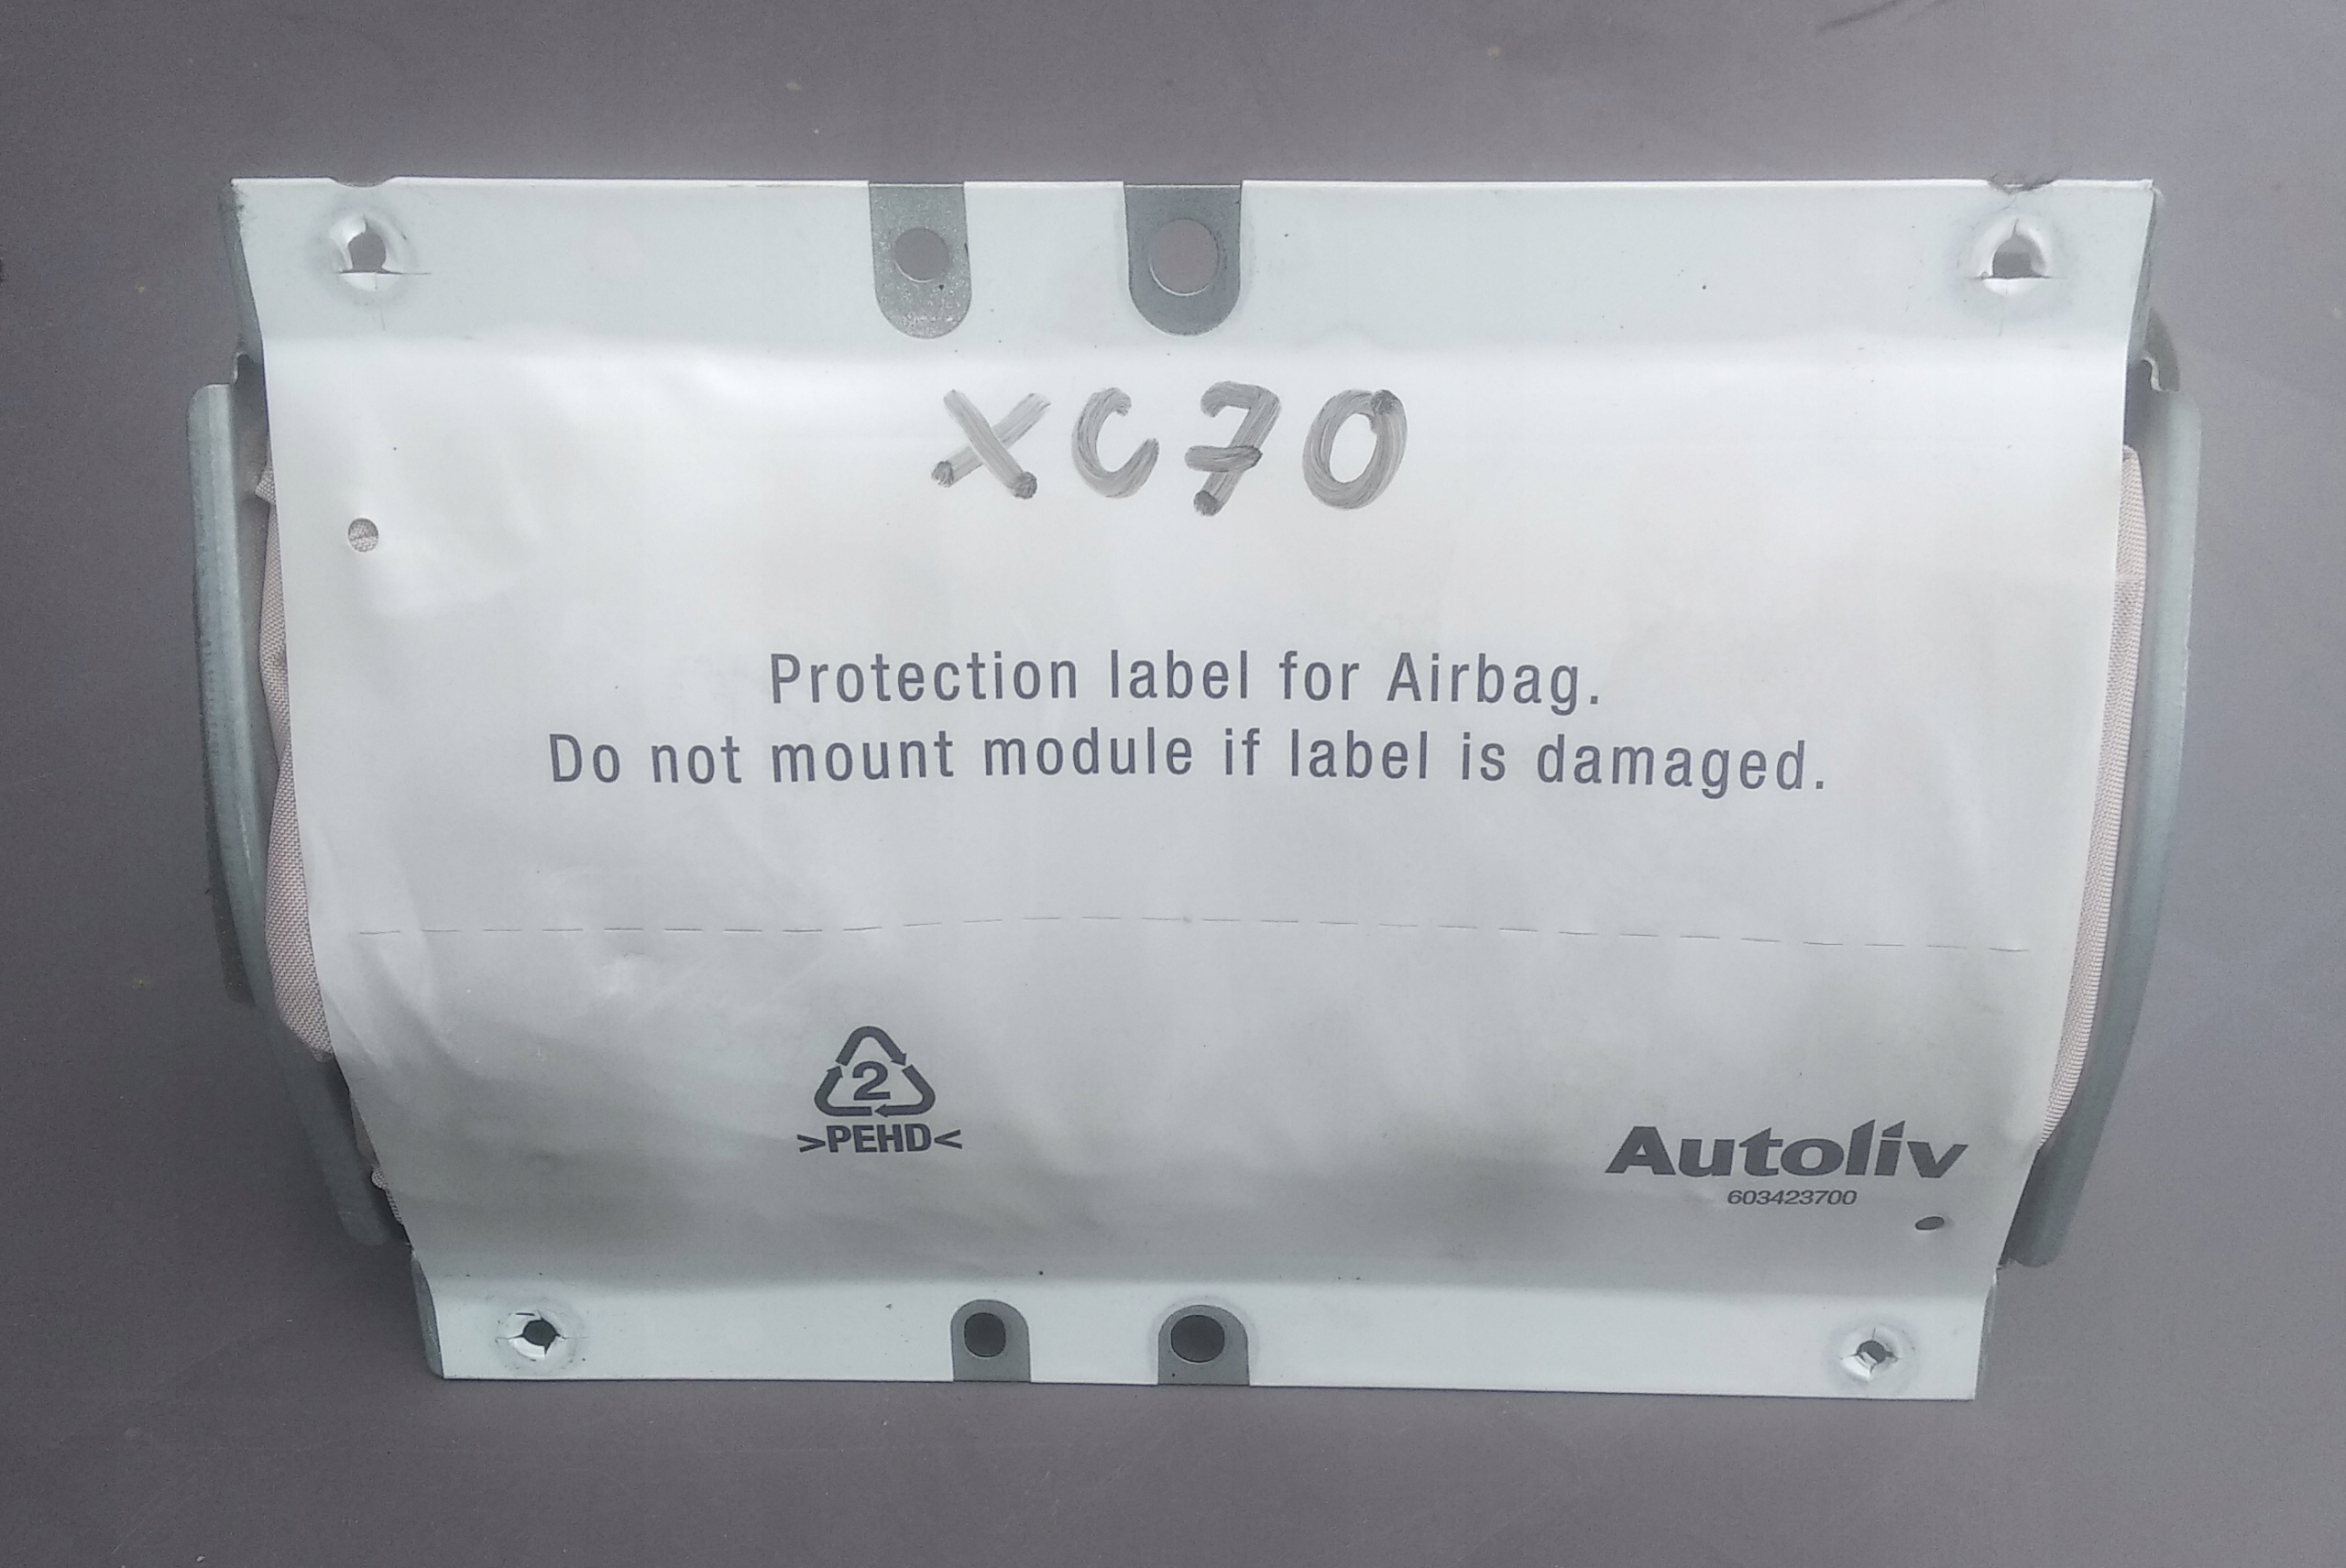 XC70
Protection label for Airbag.
Do not mount module if label is damaged.
2
>PEHD<
Autoliv
603423700